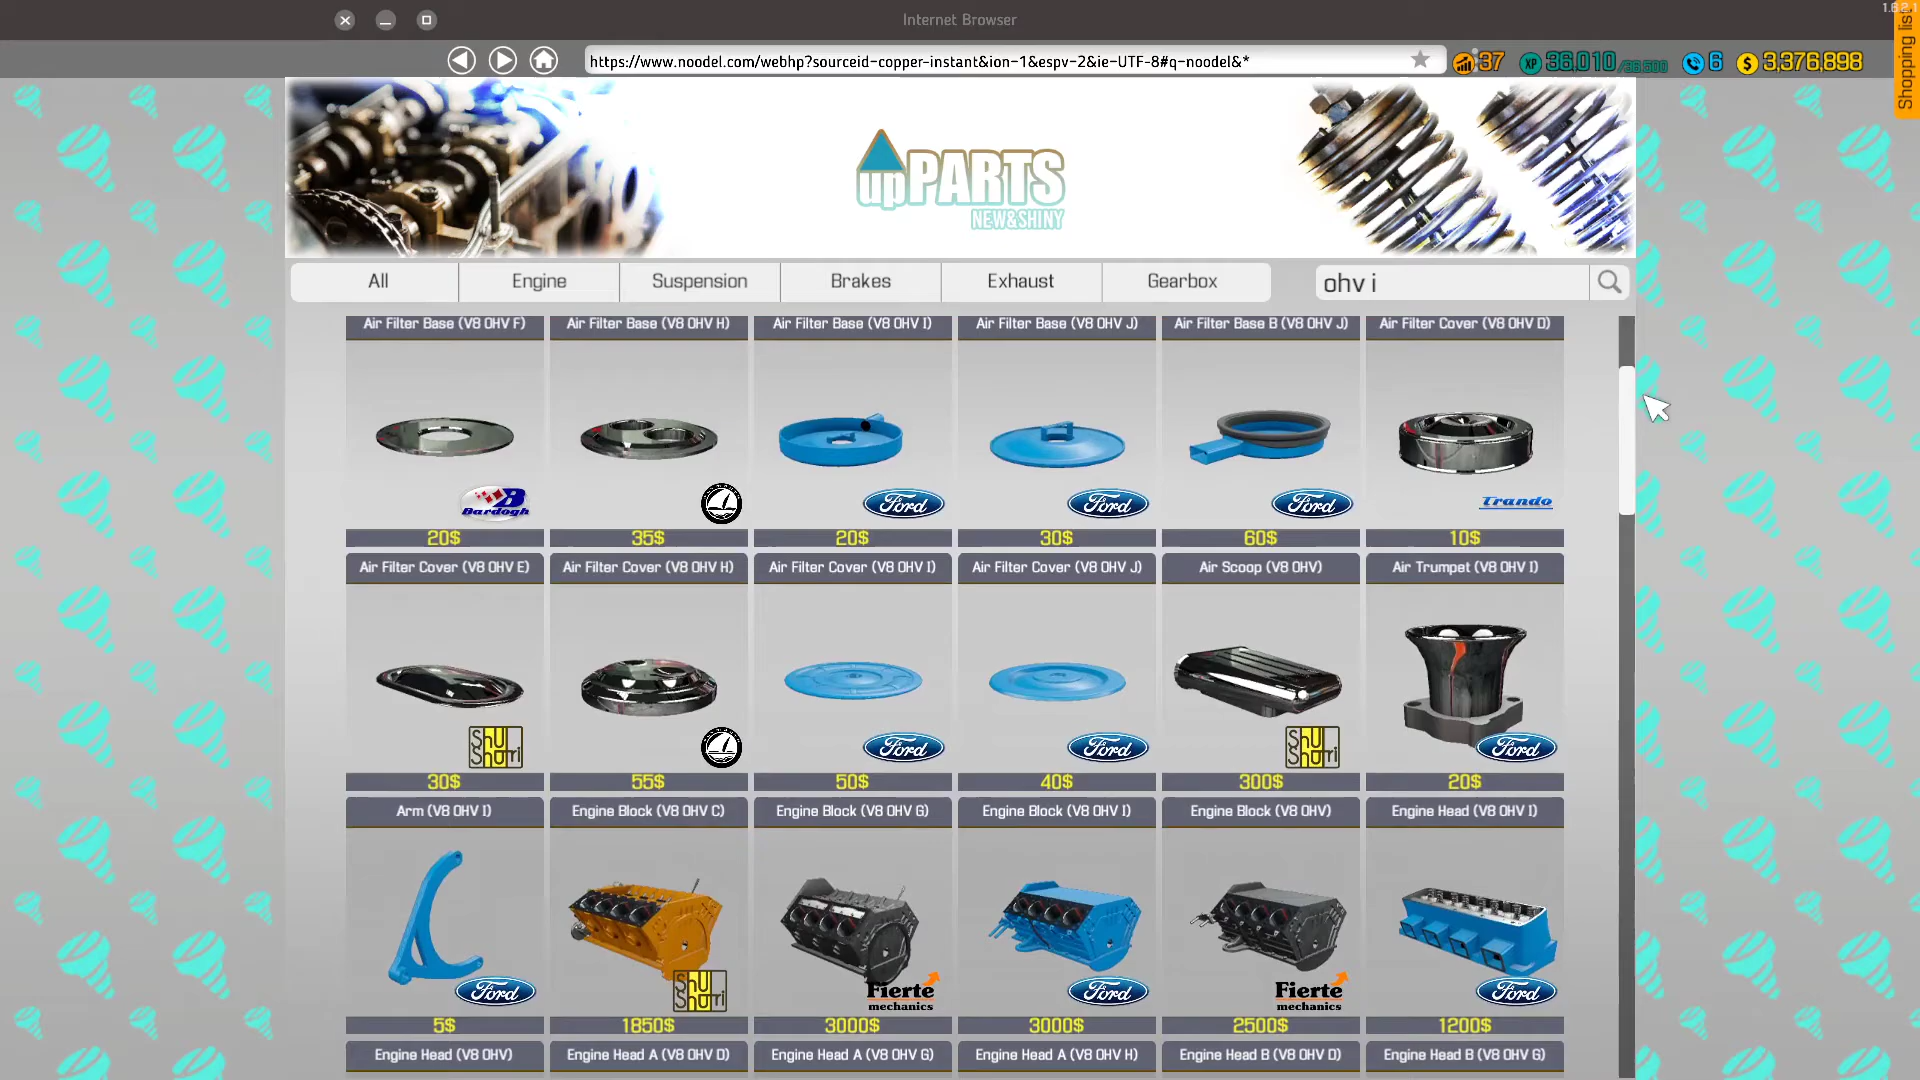 Internet Browser
1.6.2.1
Shopping list
https://www.noodel.com/webhp?sourceid-copper-instant&ion-1&espv-2&ie-UTF-8#q-noodel&*
37
XP 36,010/36,500
6
$ 3,376,898
upPARTS
NEW&SHINY
All Engine Suspension Brakes Exhaust Gearbox
ohv i
Air Filter Base (V8 OHV F) Air Filter Base (V8 OHV H) Air Filter Base (V8 OHV I) Air Filter Base (V8 OHV J) Air Filter Base B (V8 OHV J) Air Filter Cover (V8 OHV D)
Bardogh Ford Ford Ford Trando
20$ 35$ 20$ 30$ 60$ 10$
Air Filter Cover (V8 OHV E) Air Filter Cover (V8 OHV H) Air Filter Cover (V8 OHV I) Air Filter Cover (V8 OHV J) Air Scoop (V8 OHV) Air Trumpet (V8 OHV I)
Ford Ford Ford
30$ 55$ 50$ 40$ 300$ 20$
Arm (V8 OHV I) Engine Block (V8 OHV C) Engine Block (V8 OHV G) Engine Block (V8 OHV I) Engine Block (V8 OHV) Engine Head (V8 OHV I)
Ford Fierte mechanics Ford Fierte mechanics Ford
5$ 1850$ 3000$ 3000$ 2500$ 1200$
Engine Head (V8 OHV) Engine Head A (V8 OHV D) Engine Head A (V8 OHV G) Engine Head A (V8 OHV H) Engine Head B (V8 OHV D) Engine Head B (V8 OHV G)